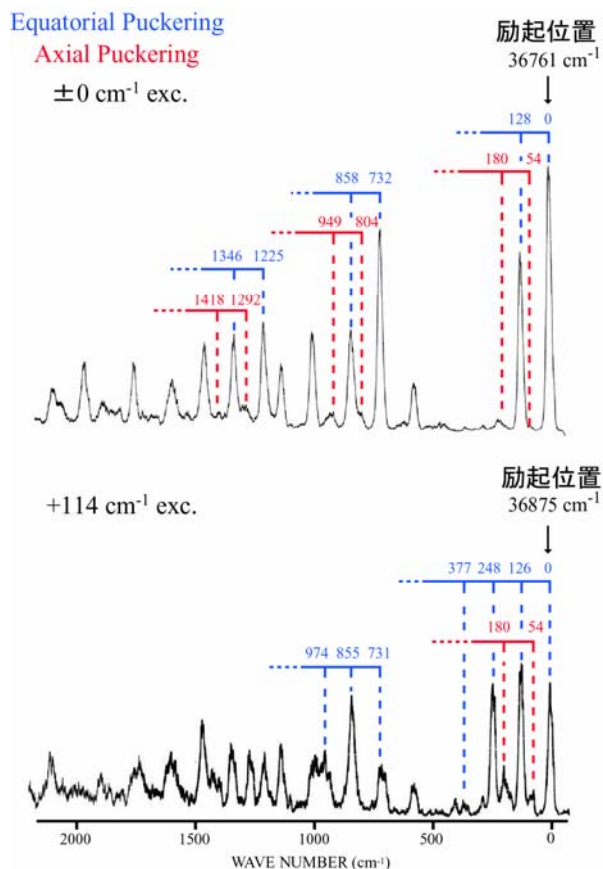 Equatorial Puckering
Axial Puckering
±0 cm⁻¹ exc.
励起位置
36761 cm⁻¹
128 0
180 54
858 732
949 804
1346 1225
1418 1292
+114 cm⁻¹ exc.
励起位置
36875 cm⁻¹
377 248 126 0
180 54
974 855 731
2000 1500 1000 500 0
WAVE NUMBER (cm⁻¹)